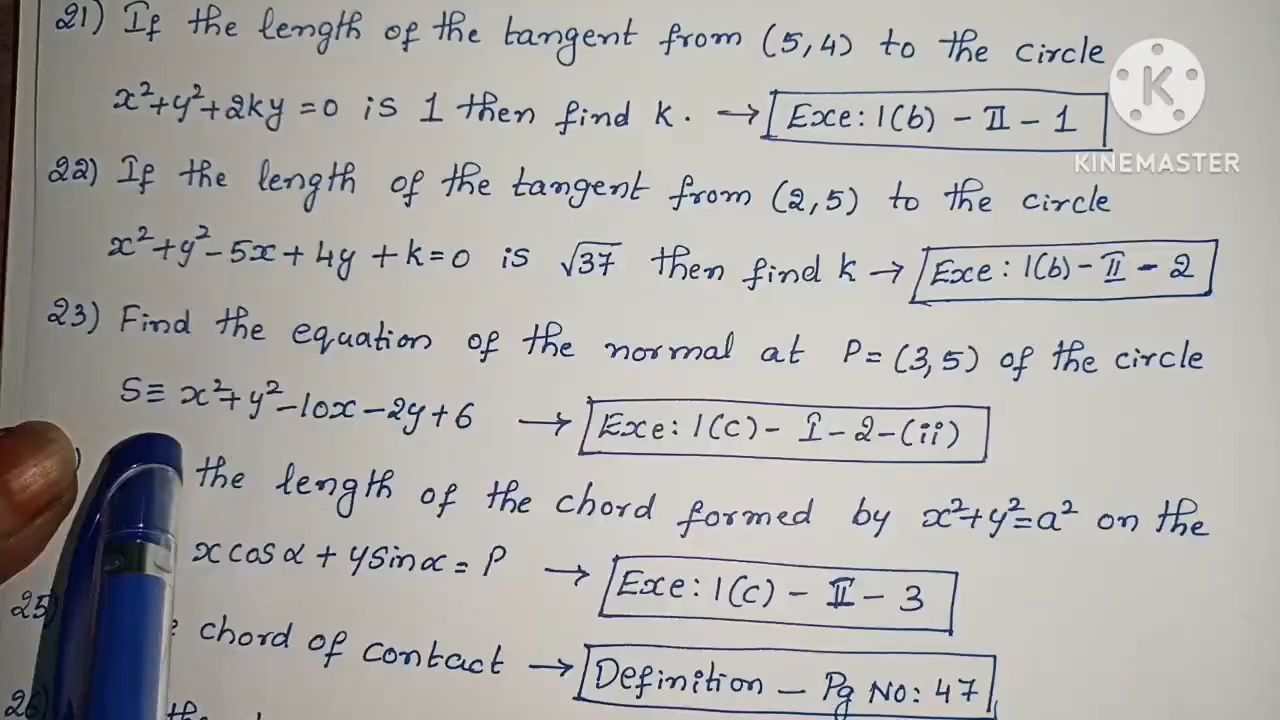 21) If the length of the tangent from (5,4) to the circle
x²+y²+2ky=0 is 1 then find k. → Exe: 1(b) - II - 1
KINEMASTER
22) If the length of the tangent from (2,5) to the circle
x²+y²-5x+4y+k=0 is √37 then find k → Exe: 1(b) - II - 2
23) Find the equation of the normal at P=(3,5) of the circle
S≡ x²+y²-10x-2y+6 → Exe: 1(c) - I - 2 - (ii)
the length of the chord formed by x²+y²=a² on the
x cos α + y sin α = P → Exe: 1(c) - II - 3
25) chord of contact → Definition - Pg No: 47
26) the